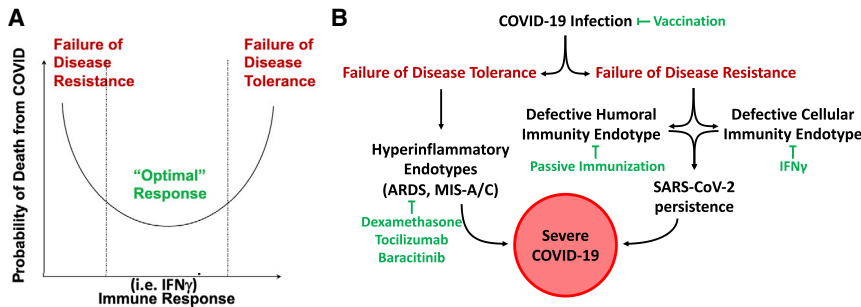 A
Failure of
Disease
Resistance
Failure of
Disease
Tolerance
"Optimal"
Response
Probability of Death from COVID
(i.e. IFNγ)
Immune Response
B
COVID-19 Infection
Vaccination
Failure of Disease Tolerance
Failure of Disease Resistance
Defective Humoral
Immunity Endotype
Defective Cellular
Immunity Endotype
Passive Immunization
IFNγ
Hyperinflammatory
Endotypes
(ARDS, MIS-A/C)
SARS-CoV-2
persistence
Dexamethasone
Tocilizumab
Baracitinib
Severe
COVID-19